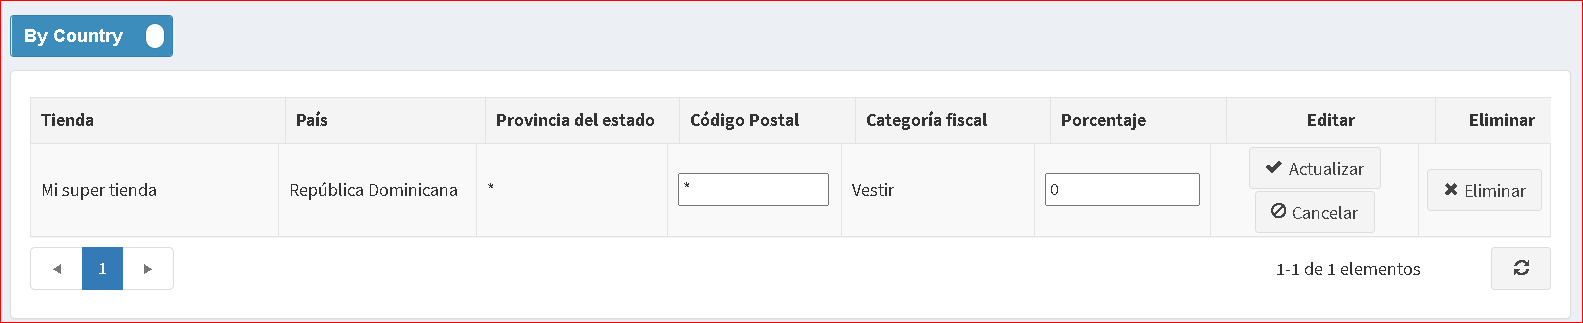 By Country
Tienda País Provincia del estado Código Postal Categoría fiscal Porcentaje Editar Eliminar
Mi super tienda República Dominicana * * Vestir 0 Actualizar Cancelar Eliminar
1 1-1 de 1 elementos